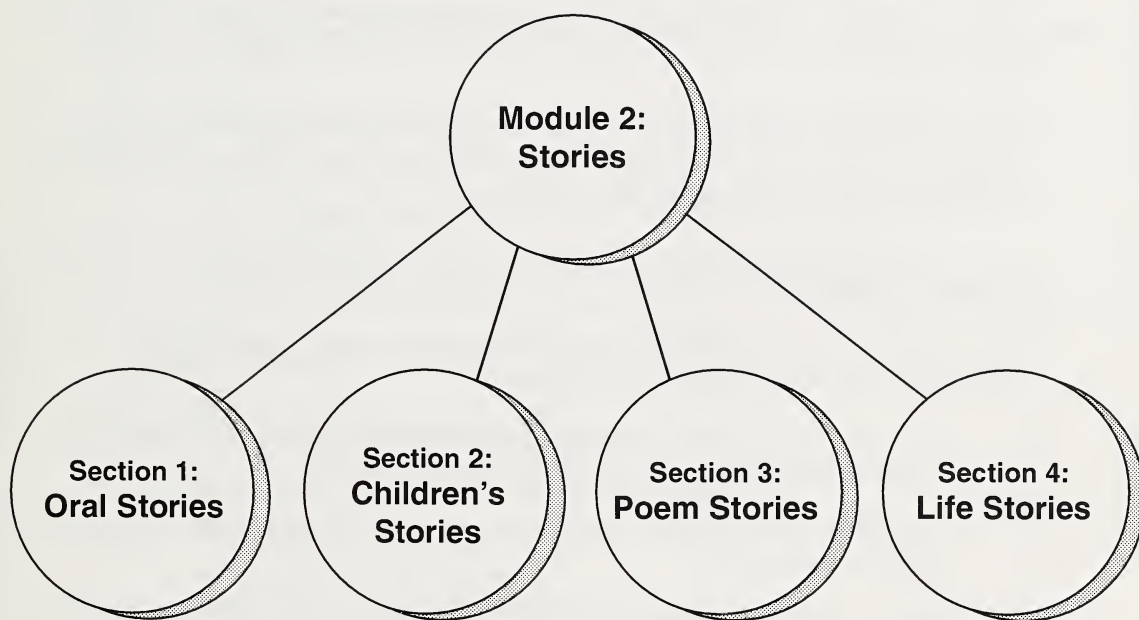 Module 2:
Stories
Section 1:
Oral Stories
Section 2:
Children's
Stories
Section 3:
Poem Stories
Section 4:
Life Stories